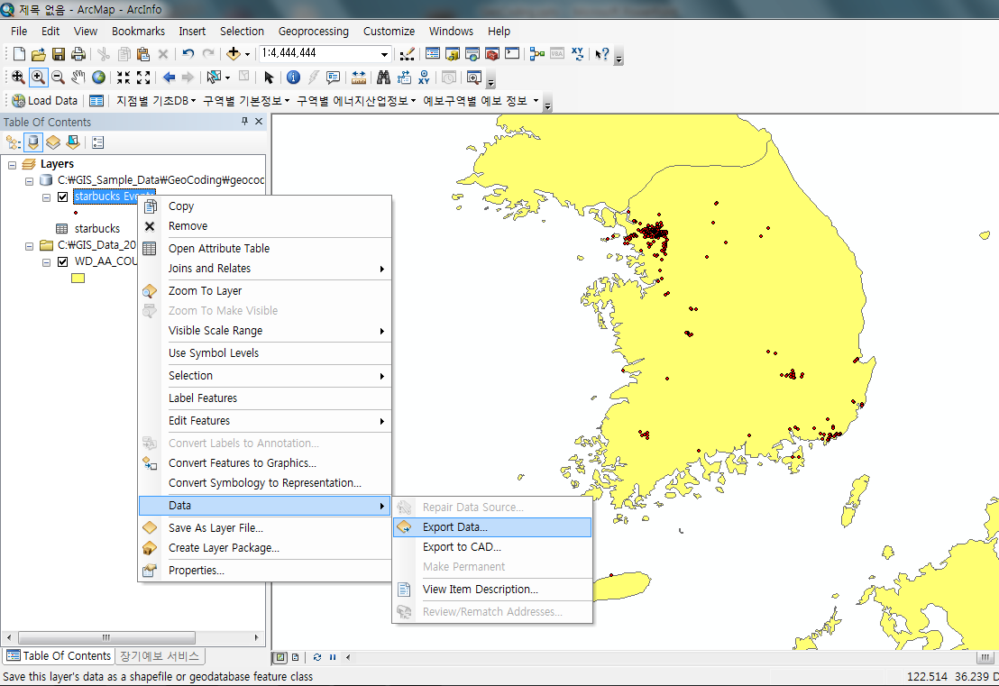 제목 없음 - ArcMap - ArcInfo
File Edit View Bookmarks Insert Selection Geoprocessing Customize Windows Help
1:4,444,444
Load Data 지점별 기초DB 구역별 기본정보 구역별 에너지산업정보 예보구역별 예보 정보
Table Of Contents
Layers
C:₩GIS_Sample_Data₩GeoCoding₩geocod
starbucks Even
starbucks
C:₩GIS_Data_20
WD_AA_COU
Copy
Remove
Open Attribute Table
Joins and Relates
Zoom To Layer
Zoom To Make Visible
Visible Scale Range
Use Symbol Levels
Selection
Label Features
Edit Features
Convert Labels to Annotation...
Convert Features to Graphics...
Convert Symbology to Representation...
Data
Save As Layer File...
Create Layer Package...
Properties...
Repair Data Source...
Export Data...
Export to CAD...
Make Permanent
View Item Description...
Review/Rematch Addresses...
Table Of Contents 장기예보 서비스
Save this layer's data as a shapefile or geodatabase feature class
122.514 36.239 D